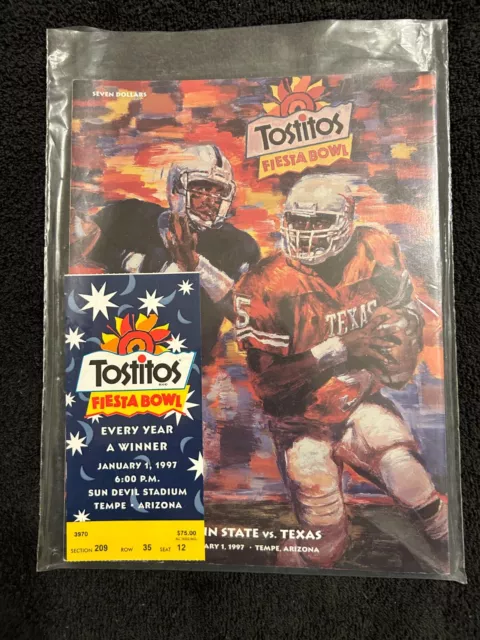 SEVEN DOLLARS
Tostitos
FIESTA BOWL
TEXAS
5
Tostitos
FIESTA BOWL
EVERY YEAR
A WINNER
JANUARY 1, 1997
6:00 P.M.
SUN DEVIL STADIUM
TEMPE • ARIZONA
3970 $75.00
SECTION 209 ROW 35 SEAT 12
N STATE vs. TEXAS
ARY 1, 1997 • TEMPE, ARIZONA